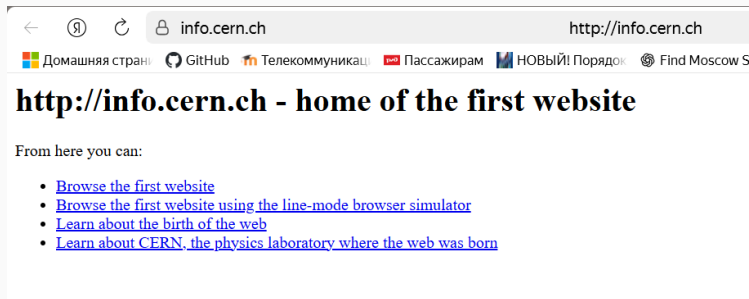 Я info.cern.ch http://info.cern.ch
Домашняя страни GitHub Телекоммуникац Пассажирам НОВЫЙ! Порядок Find Moscow S
http://info.cern.ch - home of the first website
From here you can:
Browse the first website
Browse the first website using the line-mode browser simulator
Learn about the birth of the web
Learn about CERN, the physics laboratory where the web was born